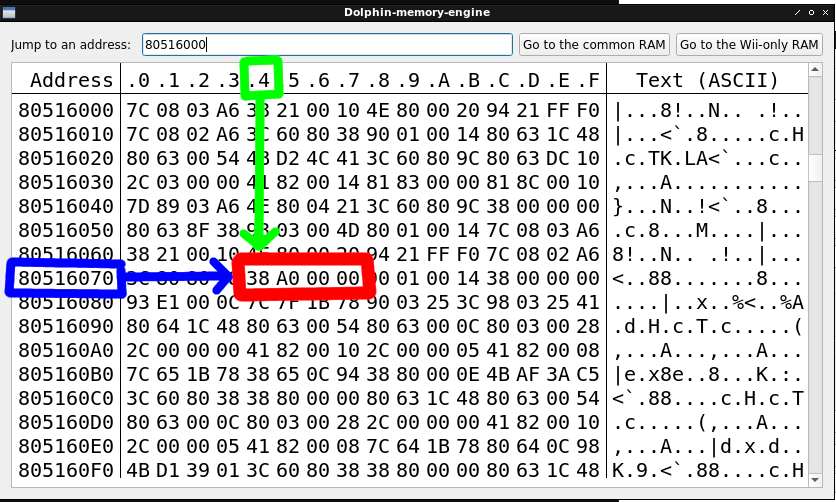 Dolphin-memory-engine
Jump to an address: 80516000 Go to the common RAM Go to the Wii-only RAM
Address .0 .1 .2 .3 .4 .5 .6 .7 .8 .9 .A .B .C .D .E .F Text (ASCII)
80516000 7C 08 03 A6 38 21 00 10 4E 80 00 20 94 21 FF F0 |...8!..N.. .!..
80516010 7C 08 02 A6 3C 60 80 38 90 01 00 14 80 63 1C 48 |...<`.8.....c.H
80516020 80 63 00 54 4B D2 4C 41 3C 60 80 9C 80 63 DC 10 .c.TK.LA<`...c..
80516030 2C 03 00 00 41 82 00 14 81 83 00 00 81 8C 00 10 ,...A...........
80516040 7D 89 03 A6 4E 80 04 21 3C 60 80 9C 38 00 00 00 }...N..!<`..8...
80516050 80 63 8F 38 98 03 00 4D 80 01 00 14 7C 08 03 A6 .c.8...M....|...
80516060 38 21 00 10 4E 80 00 20 94 21 FF F0 7C 08 02 A6 8!..N.. .!..|...
80516070 3C 80 80 38 38 A0 00 00 90 01 00 14 38 00 00 00 <..88.......8...
80516080 93 E1 00 0C 7C 7F 1B 78 90 03 25 3C 98 03 25 41 ....|..x..%<..%A
80516090 80 64 1C 48 80 63 00 54 80 63 00 0C 80 03 00 28 .d.H.c.T.c.....(
805160A0 2C 00 00 00 41 82 00 10 2C 00 00 05 41 82 00 08 ,...A...,...A...
805160B0 7C 65 1B 78 38 65 0C 94 38 80 00 0E 4B AF 3A C5 |e.x8e..8...K.:.
805160C0 3C 60 80 38 38 80 00 00 80 63 1C 48 80 63 00 54 <`.88....c.H.c.T
805160D0 80 63 00 0C 80 03 00 28 2C 00 00 00 41 82 00 10 .c.....(,...A...
805160E0 2C 00 00 05 41 82 00 08 7C 64 1B 78 80 64 0C 98 ,...A...|d.x.d..
805160F0 4B D1 39 01 3C 60 80 38 38 80 00 00 80 63 1C 48 K.9.<`.88....c.H